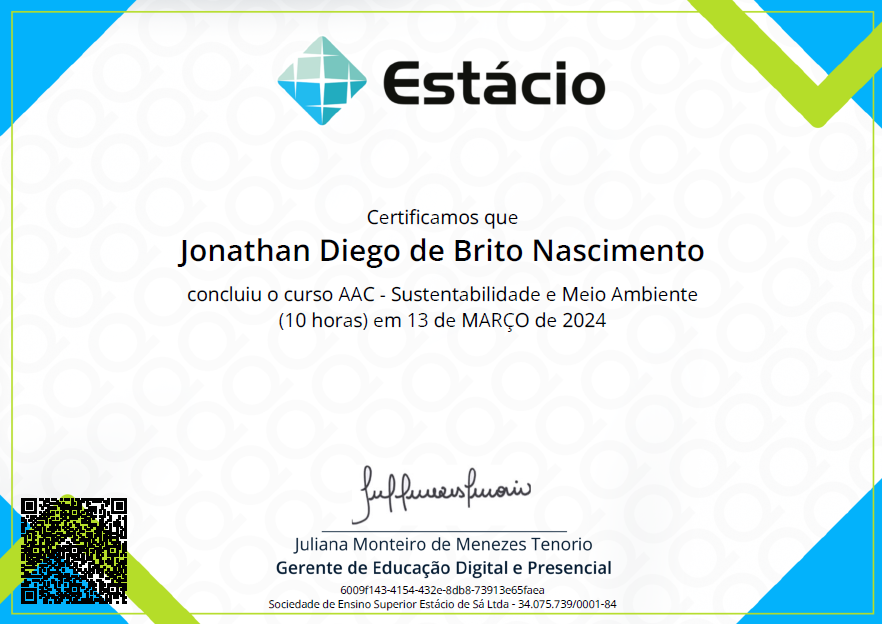 Estácio
Certificamos que
Jonathan Diego de Brito Nascimento
concluiu o curso AAC - Sustentabilidade e Meio Ambiente
(10 horas) em 13 de MARÇO de 2024
Juliana Monteiro de Menezes Tenorio
Gerente de Educação Digital e Presencial
6009f143-4154-432e-8db8-73913e65faea
Sociedade de Ensino Superior Estácio de Sá Ltda - 34.075.739/0001-84